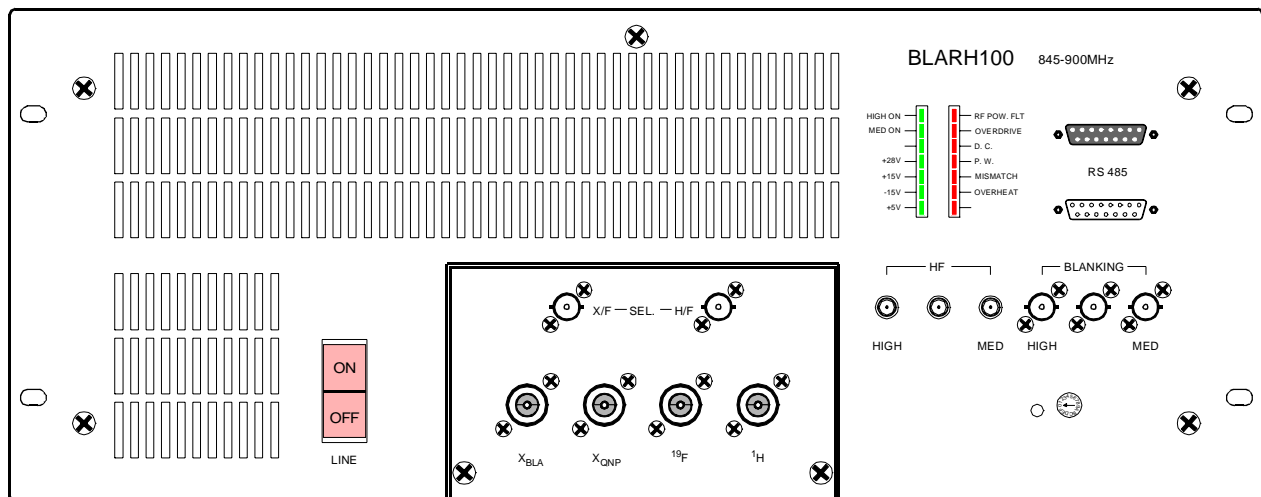 BLARH100 845-900MHz
HIGH ON
MED ON
+28V
+15V
-15V
+5V
RF POW. FLT
OVERDRIVE
D. C.
P. W.
MISMATCH
OVERHEAT
RS 485
HF
BLANKING
HIGH
MED
HIGH
MED
X/F SEL. H/F
ON
OFF
LINE
XBLA
XQNP
19F
1H